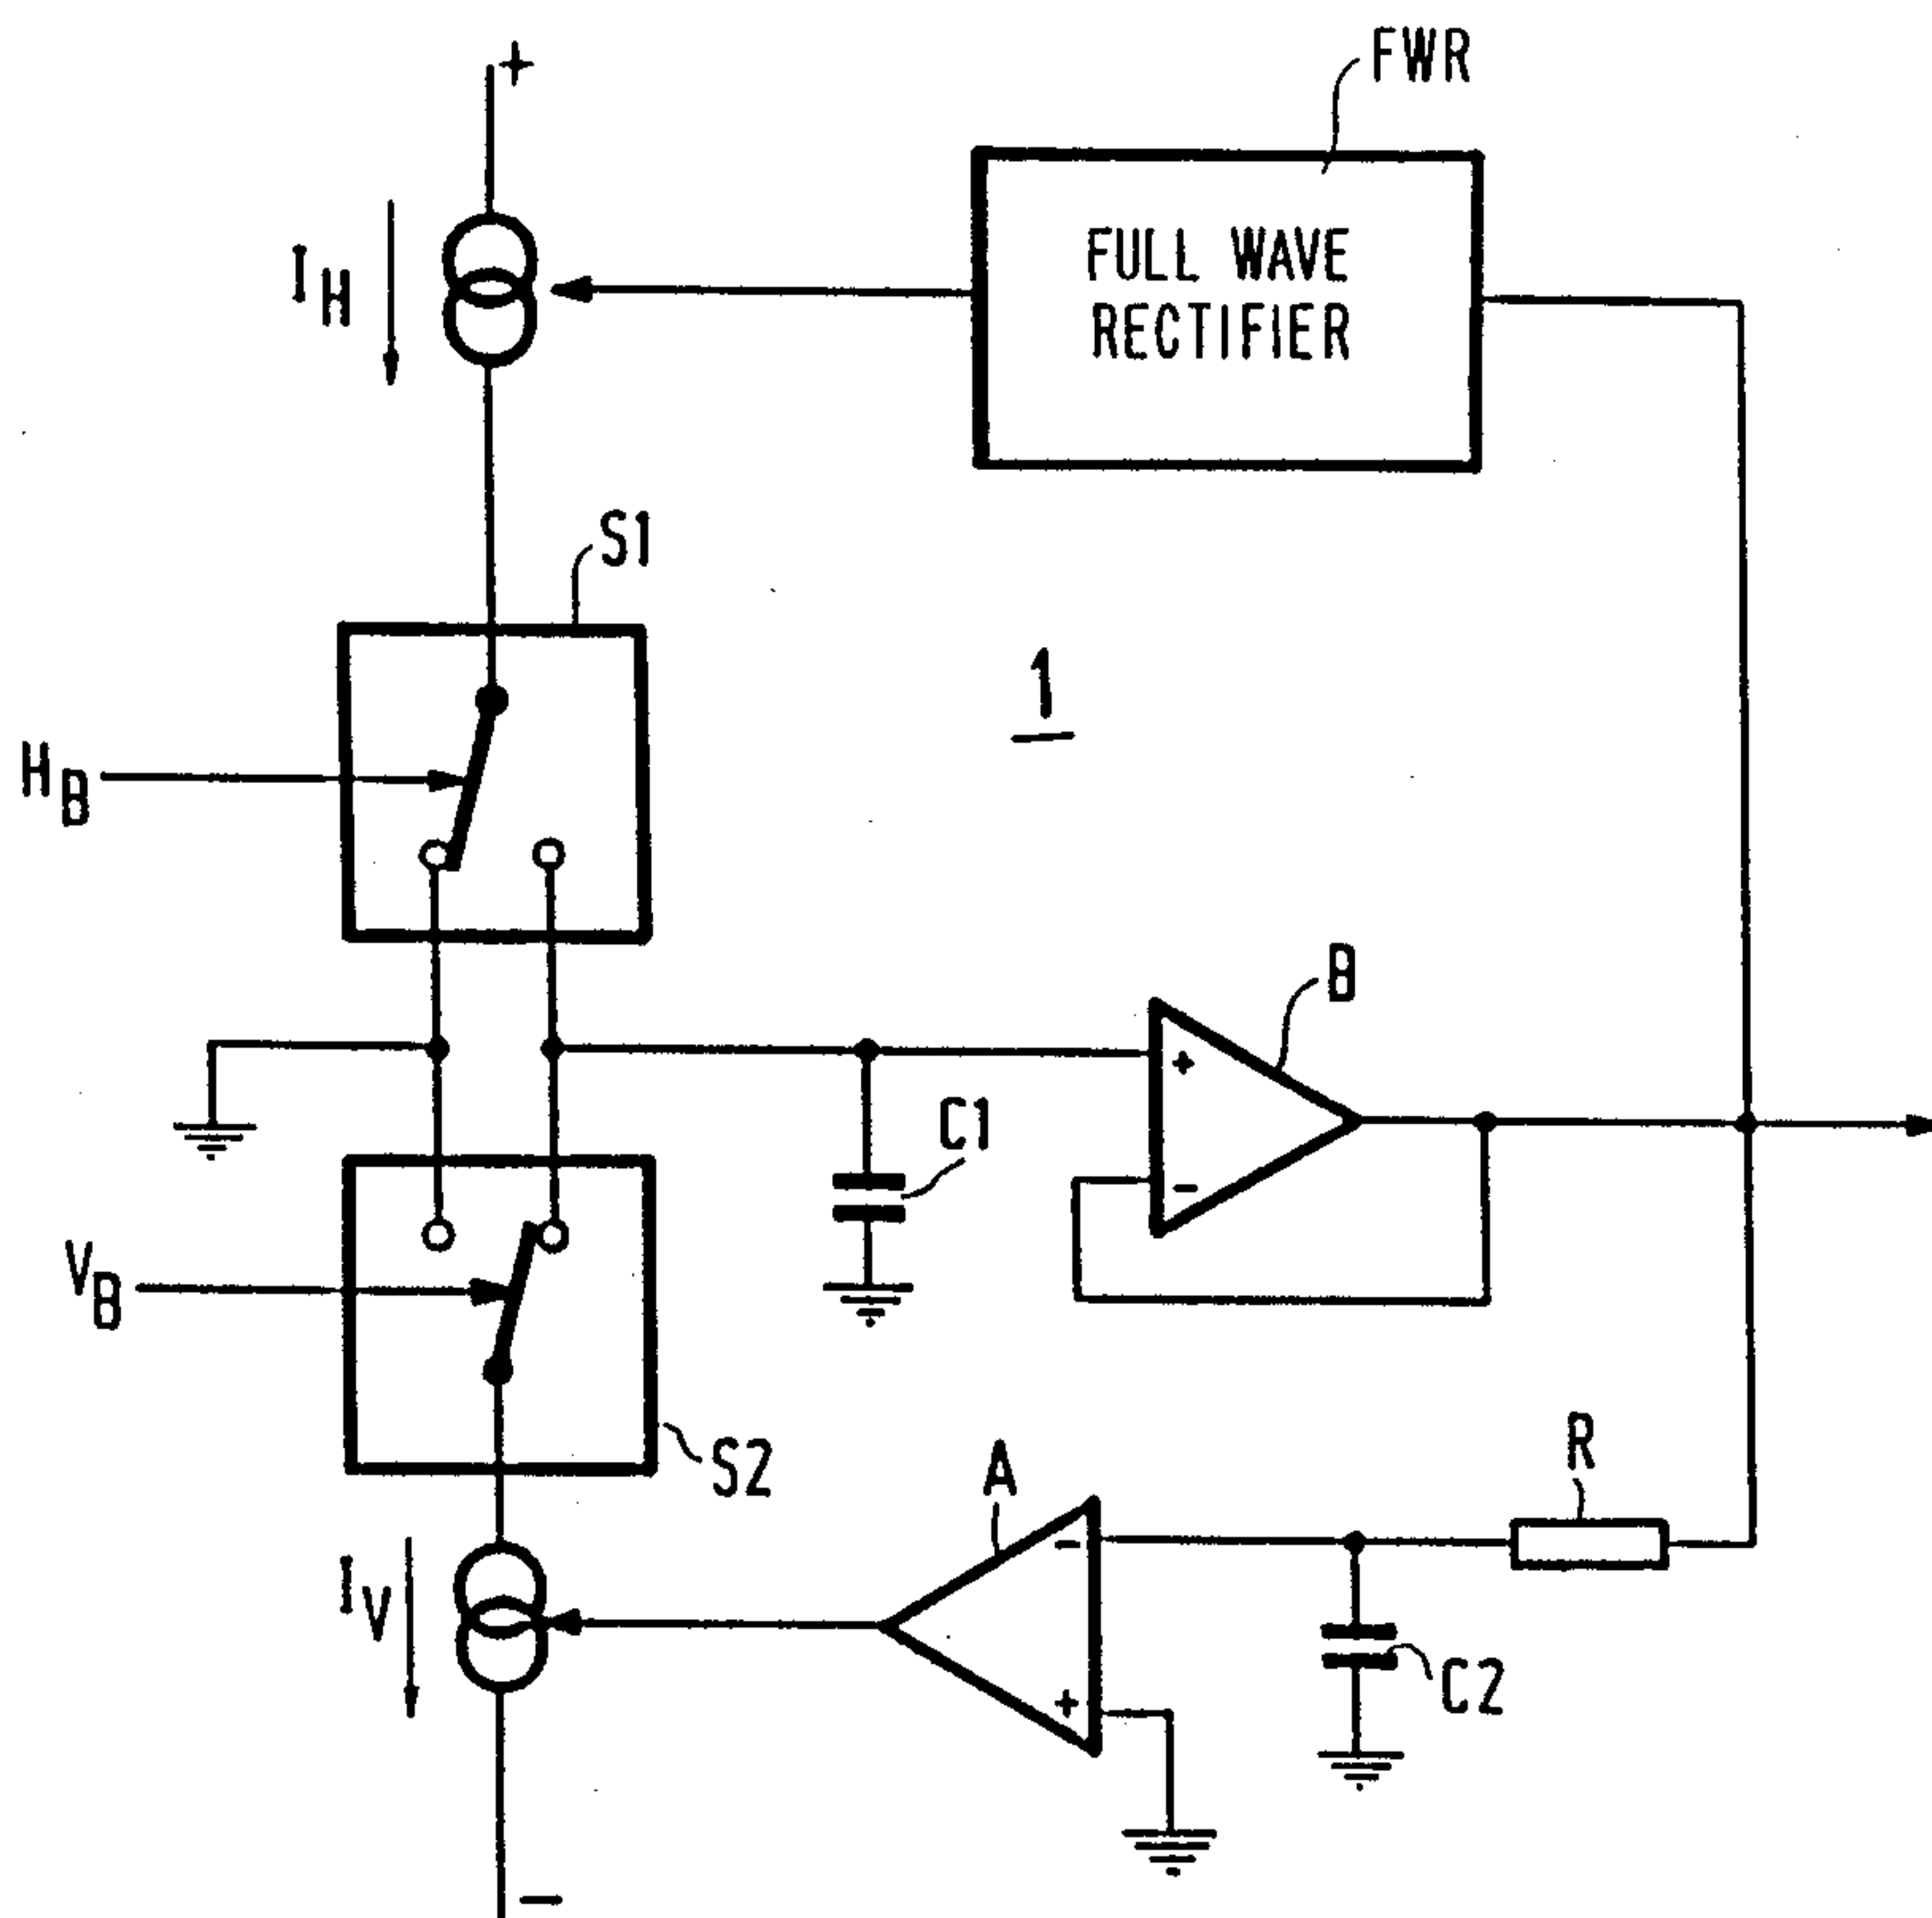 +
FWR
FULL WAVE
RECTIFIER
I_H
S1
1
H_B
B
+
C1
-
V_B
S2
R
A
-
I_V
+
C2
-